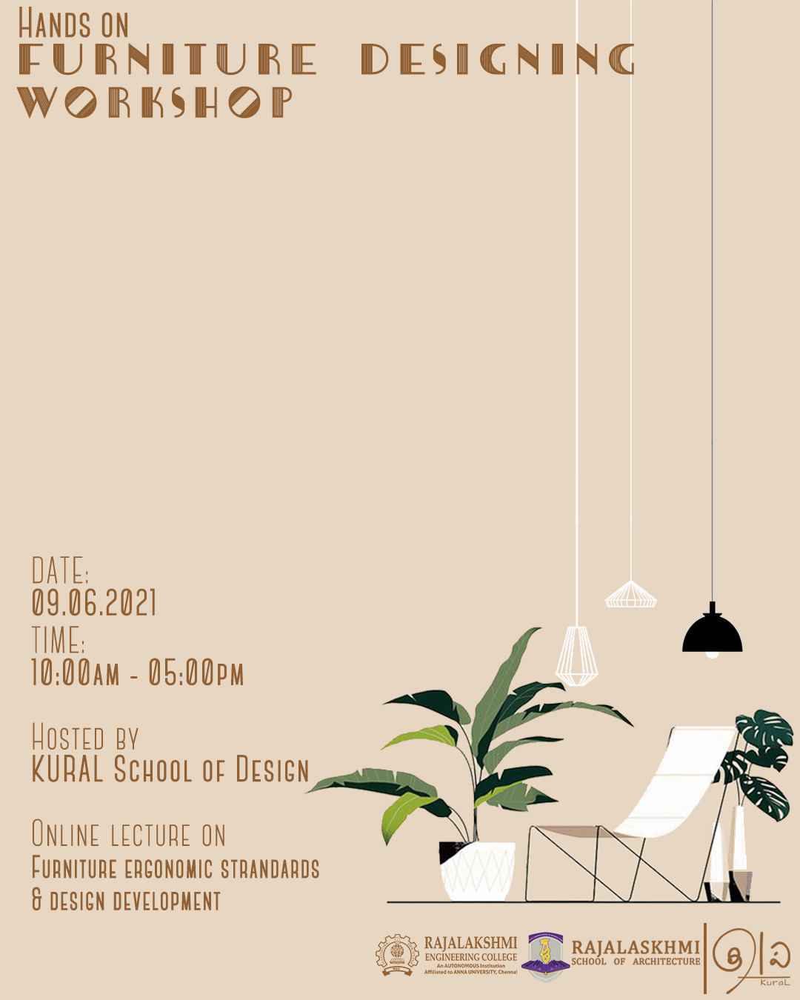 HANDS ON
FURNITURE DESIGNING
WORKSHOP
DATE:
09.06.2021
TIME:
10:00AM - 05:00PM
HOSTED BY
KURAL SCHOOL OF DESIGN
ONLINE LECTURE ON
FURNITURE ERGONOMIC STRANDARDS
& DESIGN DEVELOPMENT
RAJALAKSHMI
ENGINEERING COLLEGE
An AUTONOMOUS Institution
Affiliated to ANNA UNIVERSITY, Chennai
RAJALASKHMI
SCHOOL OF ARCHITECTURE
KuraL